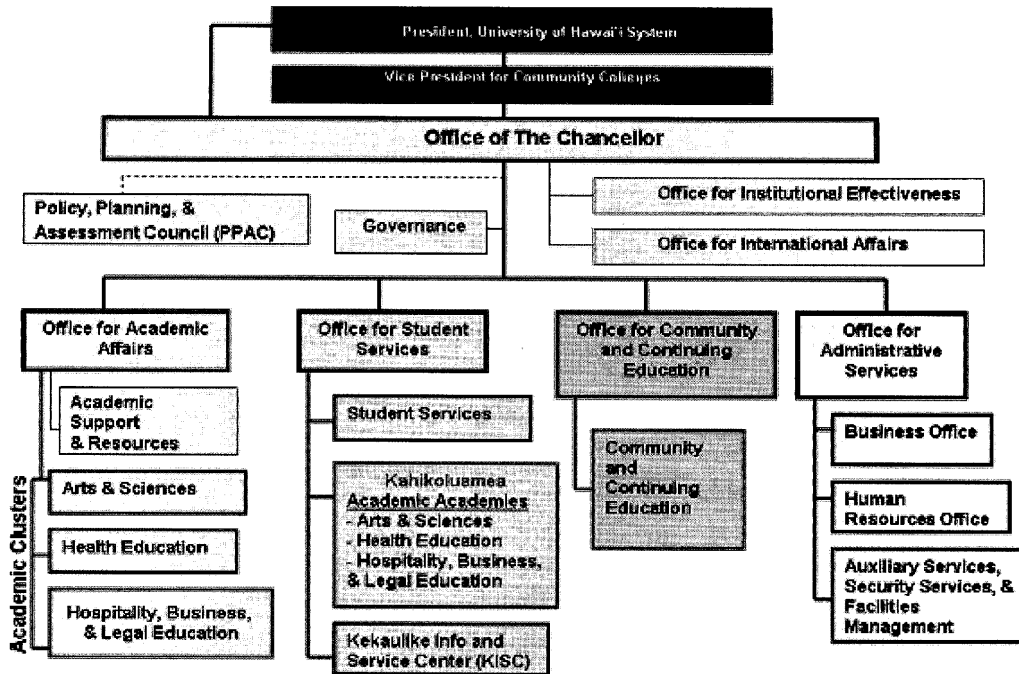 President, University of Hawai'i System
Vice President for Community Colleges
Office of The Chancellor
Policy, Planning, &
Assessment Council (PPAC)
Governance
Office for Institutional Effectiveness
Office for International Affairs
Office for Academic
Affairs
Academic
Support
& Resources
Academic Clusters
Arts & Sciences
Health Education
Hospitality, Business,
& Legal Education
Office for Student
Services
Student Services
Kahikoluamea
Academic Academies
- Arts & Sciences
- Health Education
- Hospitality, Business,
& Legal Education
Kekaulike Info and
Service Center (KISC)
Office for Community
and Continuing
Education
Community
and
Continuing
Education
Office for
Administrative
Services
Business Office
Human
Resources Office
Auxiliary Services,
Security Services, &
Facilities
Management